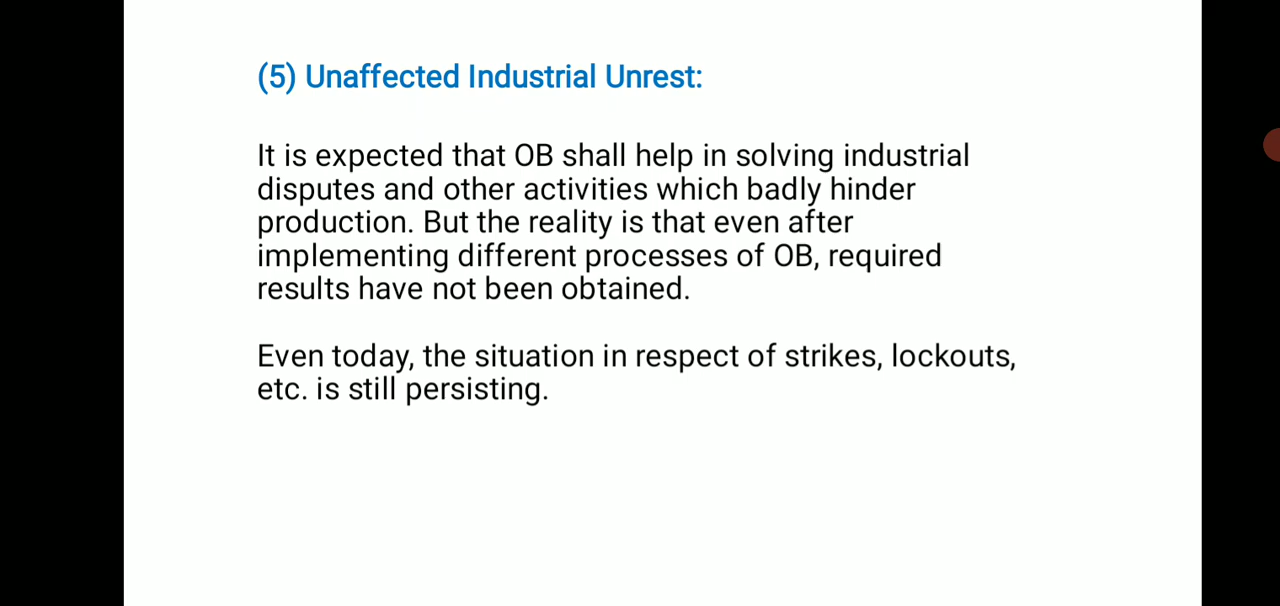 (5) Unaffected Industrial Unrest:
It is expected that OB shall help in solving industrial
disputes and other activities which badly hinder
production. But the reality is that even after
implementing different processes of OB, required
results have not been obtained.
Even today, the situation in respect of strikes, lockouts,
etc. is still persisting.